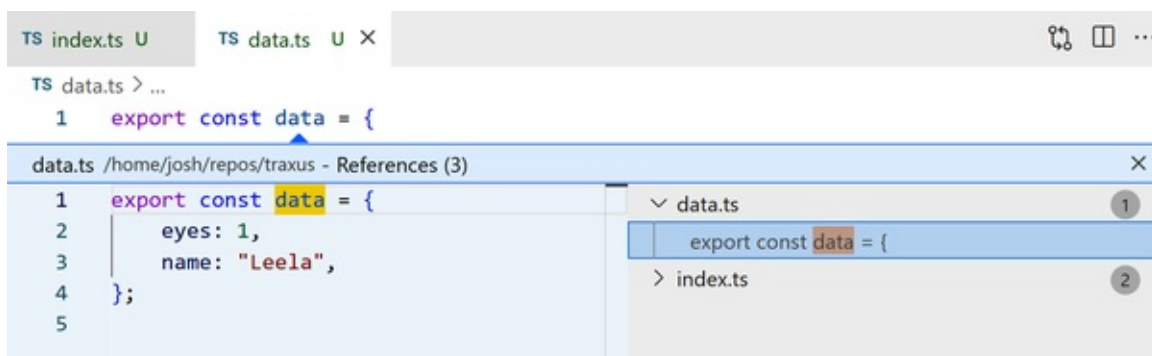 TS index.ts U TS data.ts U ×
TS data.ts > ...
1 export const data = {
data.ts /home/josh/repos/traxus - References (3)
1 export const data = {
2 eyes: 1,
3 name: "Leela",
4 };
5
data.ts 1
export const data = {
index.ts 2